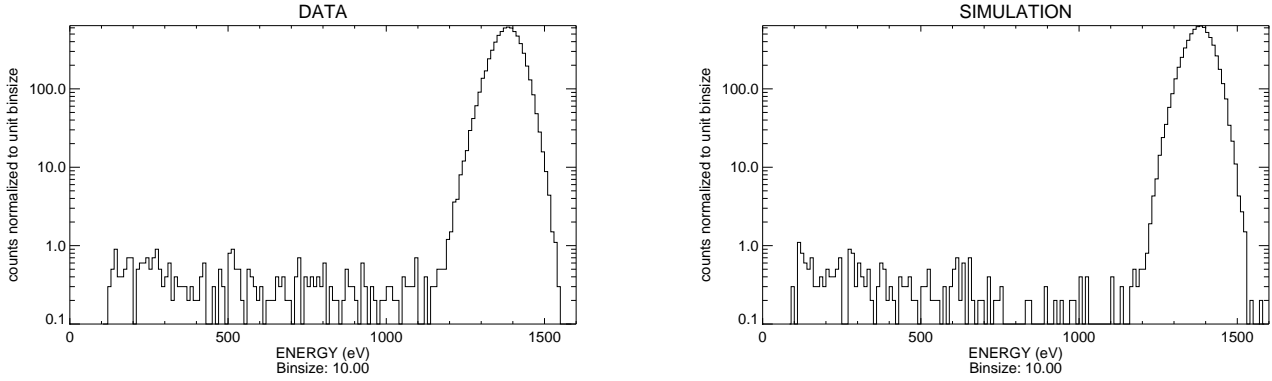 DATA
counts normalized to unit binsize
100.0
10.0
1.0
0.1
0
500
1000
1500
ENERGY (eV)
Binsize: 10.00
SIMULATION
counts normalized to unit binsize
100.0
10.0
1.0
0.1
0
500
1000
1500
ENERGY (eV)
Binsize: 10.00